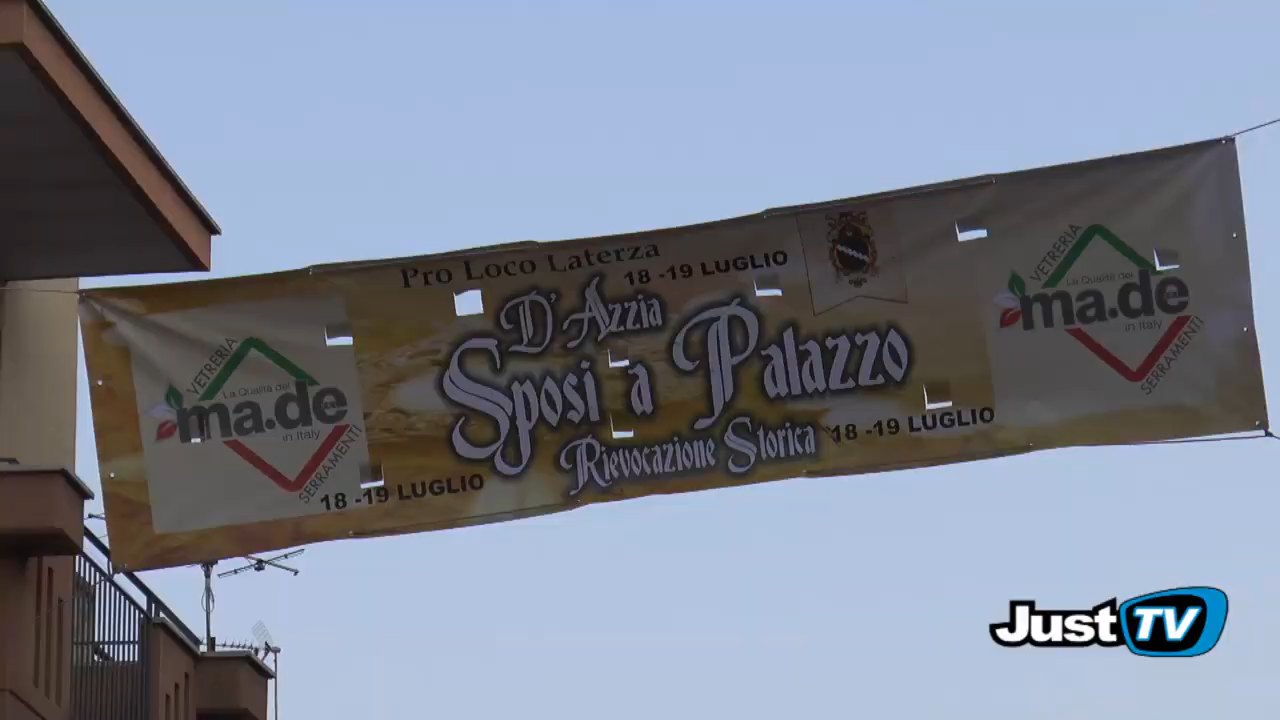 Pro Loco Laterza
18 -19 LUGLIO
D'Azzia
Sposi a Palazzo
Rievocazione Storica
18 -19 LUGLIO
18 -19 LUGLIO
VETRERIA
La Qualità del
ma.de
in Italy
SERRAMENTI
VETRERIA
La Qualità del
ma.de
in Italy
SERRAMENTI
JUST TV